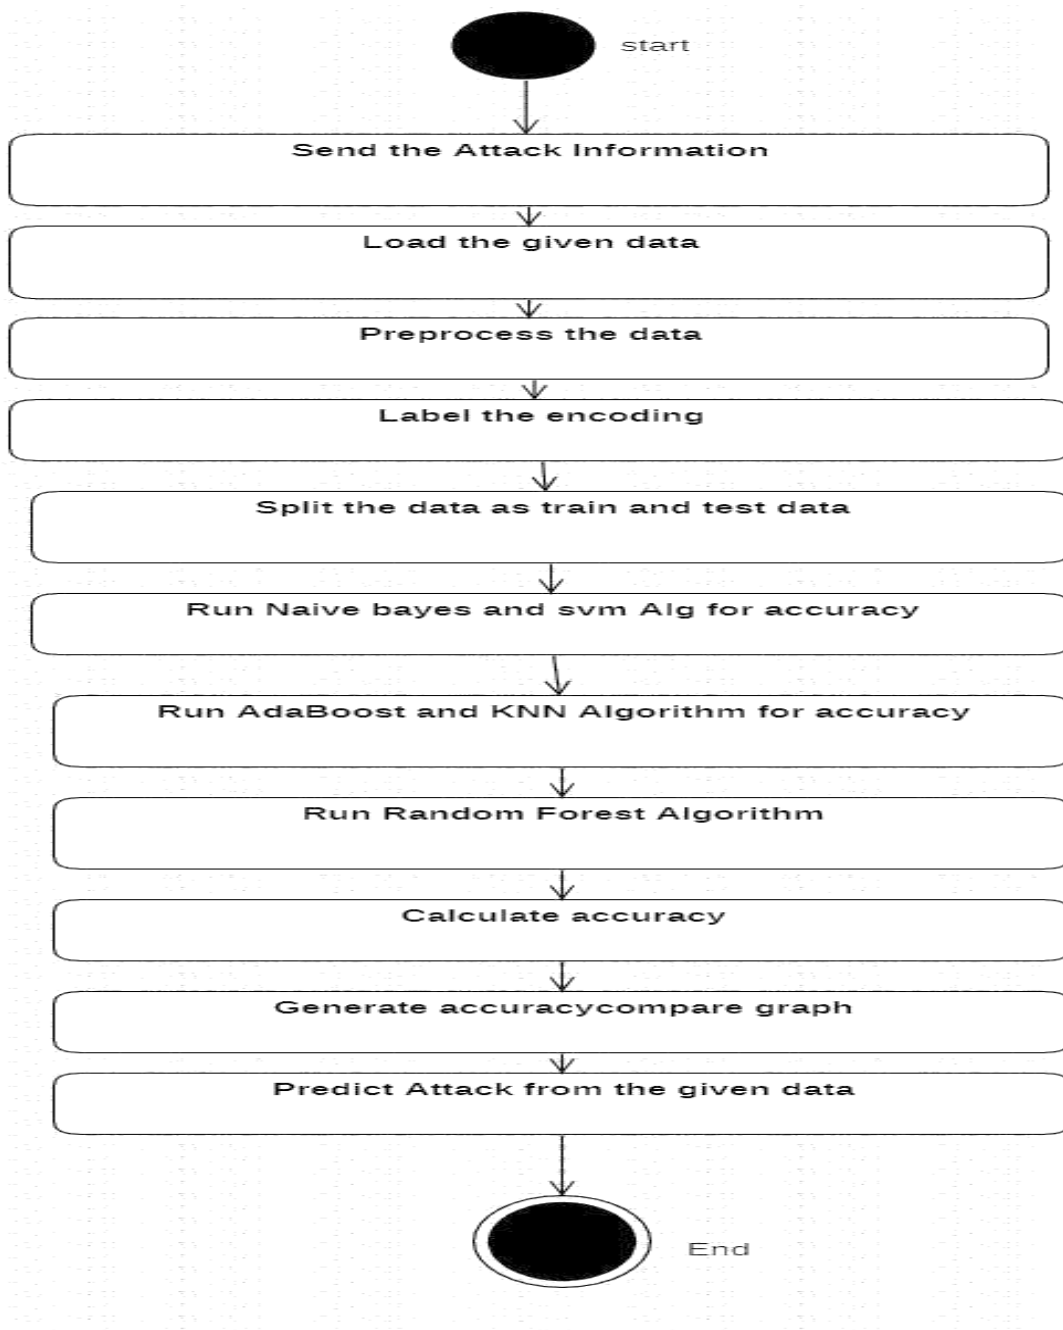 start
Send the Attack Information
Load the given data
Preprocess the data
Label the encoding
Split the data as train and test data
Run Naive bayes and svm Alg for accuracy
Run AdaBoost and KNN Algorithm for accuracy
Run Random Forest Algorithm
Calculate accuracy
Generate accuracycompare graph
Predict Attack from the given data
End